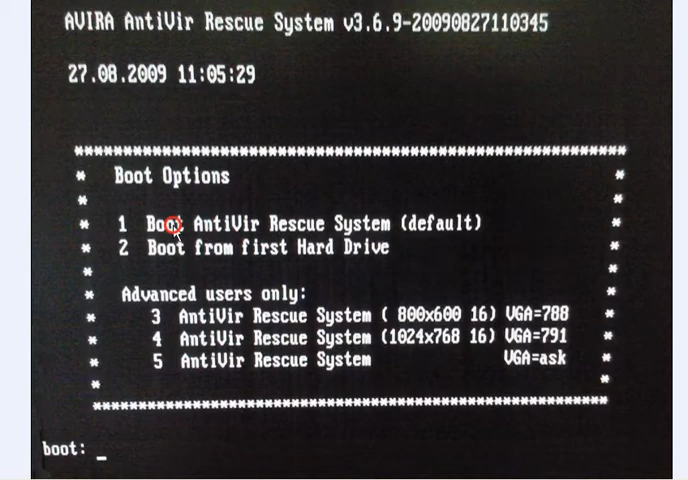 AVIRA AntiVir Rescue System v3.6.9-20090827110345
27.08.2009 11:05:29
***********************************************************************
* Boot Options *
* *
* 1 Boot AntiVir Rescue System (default) *
* 2 Boot from first Hard Drive *
* *
* Advanced users only: *
* 3 AntiVir Rescue System ( 800x600 16) VGA=788 *
* 4 AntiVir Rescue System (1024x768 16) VGA=791 *
* 5 AntiVir Rescue System VGA=ask *
* *
***********************************************************************
boot: _